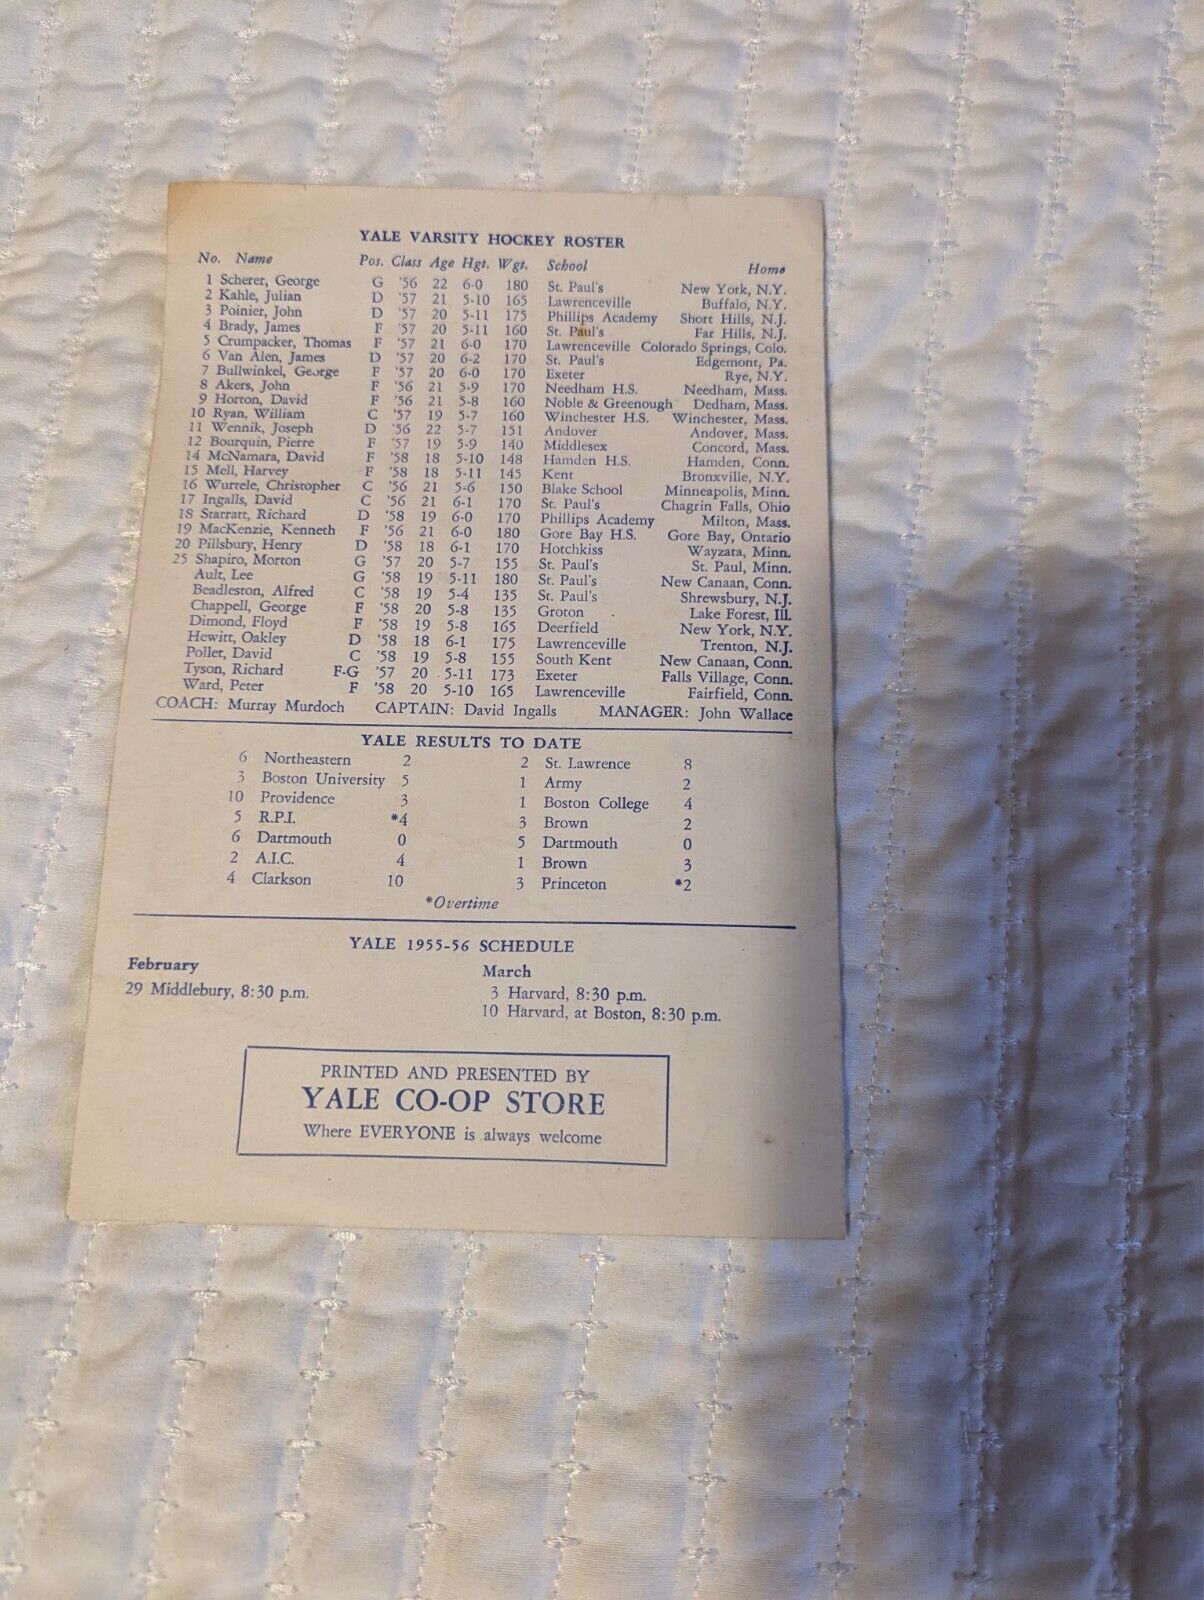 YALE VARSITY HOCKEY ROSTER
No. Name Pos. Class Age Hgt. Wgt. School Home
1 Scherer, George G '56 22 6-0 180 St. Paul's New York, N.Y.
2 Kahle, Julian D '57 21 5-10 165 Lawrenceville Buffalo, N.Y.
3 Poinier, John D '57 20 5-11 175 Phillips Academy Short Hills, N.J.
4 Brady, James F '57 20 5-11 160 St. Paul's Far Hills, N.J.
5 Crumpacker, Thomas F '57 21 6-0 170 Lawrenceville Colorado Springs, Colo.
6 Van Alen, James D '57 20 6-2 170 St. Paul's Edgemont, Pa.
7 Bullwinkel, George F '57 20 6-0 170 Exeter Rye, N.Y.
8 Akers, John F '56 21 5-9 170 Needham H.S. Needham, Mass.
9 Horton, David F '56 21 5-8 160 Noble & Greenough Dedham, Mass.
10 Ryan, William C '57 19 5-7 160 Winchester H.S. Winchester, Mass.
11 Wennik, Joseph D '56 22 5-7 151 Andover Andover, Mass.
12 Bourquin, Pierre F '57 19 5-9 140 Middlesex Concord, Mass.
14 McNamara, David F '58 18 5-10 148 Hamden H.S. Hamden, Conn.
15 Mell, Harvey F '58 18 5-11 145 Kent Bronxville, N.Y.
16 Wurtele, Christopher C '56 21 5-6 150 Blake School Minneapolis, Minn.
17 Ingalls, David C '56 21 6-1 170 St. Paul's Chagrin Falls, Ohio
18 Starratt, Richard D '58 19 6-0 170 Phillips Academy Milton, Mass.
19 MacKenzie, Kenneth F '56 21 6-0 180 Gore Bay H.S. Gore Bay, Ontario
20 Pillsbury, Henry D '58 18 6-1 170 Hotchkiss Wayzata, Minn.
25 Shapiro, Morton G '57 20 5-7 155 St. Paul's St. Paul, Minn.
Ault, Lee G '58 19 5-11 180 St. Paul's New Canaan, Conn.
Beadleston, Alfred C '58 19 5-4 135 St. Paul's Shrewsbury, N.J.
Chappell, George F '58 20 5-8 135 Groton Lake Forest, Ill.
Dimond, Floyd F '58 19 5-8 165 Deerfield New York, N.Y.
Hewitt, Oakley D '58 18 6-1 175 Lawrenceville Trenton, N.J.
Pollet, David C '58 19 5-8 155 South Kent New Canaan, Conn.
Tyson, Richard F-G '57 20 5-11 173 Exeter Falls Village, Conn.
Ward, Peter F '58 20 5-10 165 Lawrenceville Fairfield, Conn.
COACH: Murray Murdoch CAPTAIN: David Ingalls MANAGER: John Wallace
YALE RESULTS TO DATE
6 Northeastern 2 2 St. Lawrence 8
3 Boston University 5 1 Army 2
10 Providence 3 1 Boston College 4
5 R.P.I. *4 3 Brown 2
6 Dartmouth 0 5 Dartmouth 0
2 A.I.C. 4 1 Brown 3
4 Clarkson 10 3 Princeton *2
*Overtime
YALE 1955-56 SCHEDULE
February March
29 Middlebury, 8:30 p.m. 3 Harvard, 8:30 p.m.
10 Harvard, at Boston, 8:30 p.m.
PRINTED AND PRESENTED BY
YALE CO-OP STORE
Where EVERYONE is always welcome